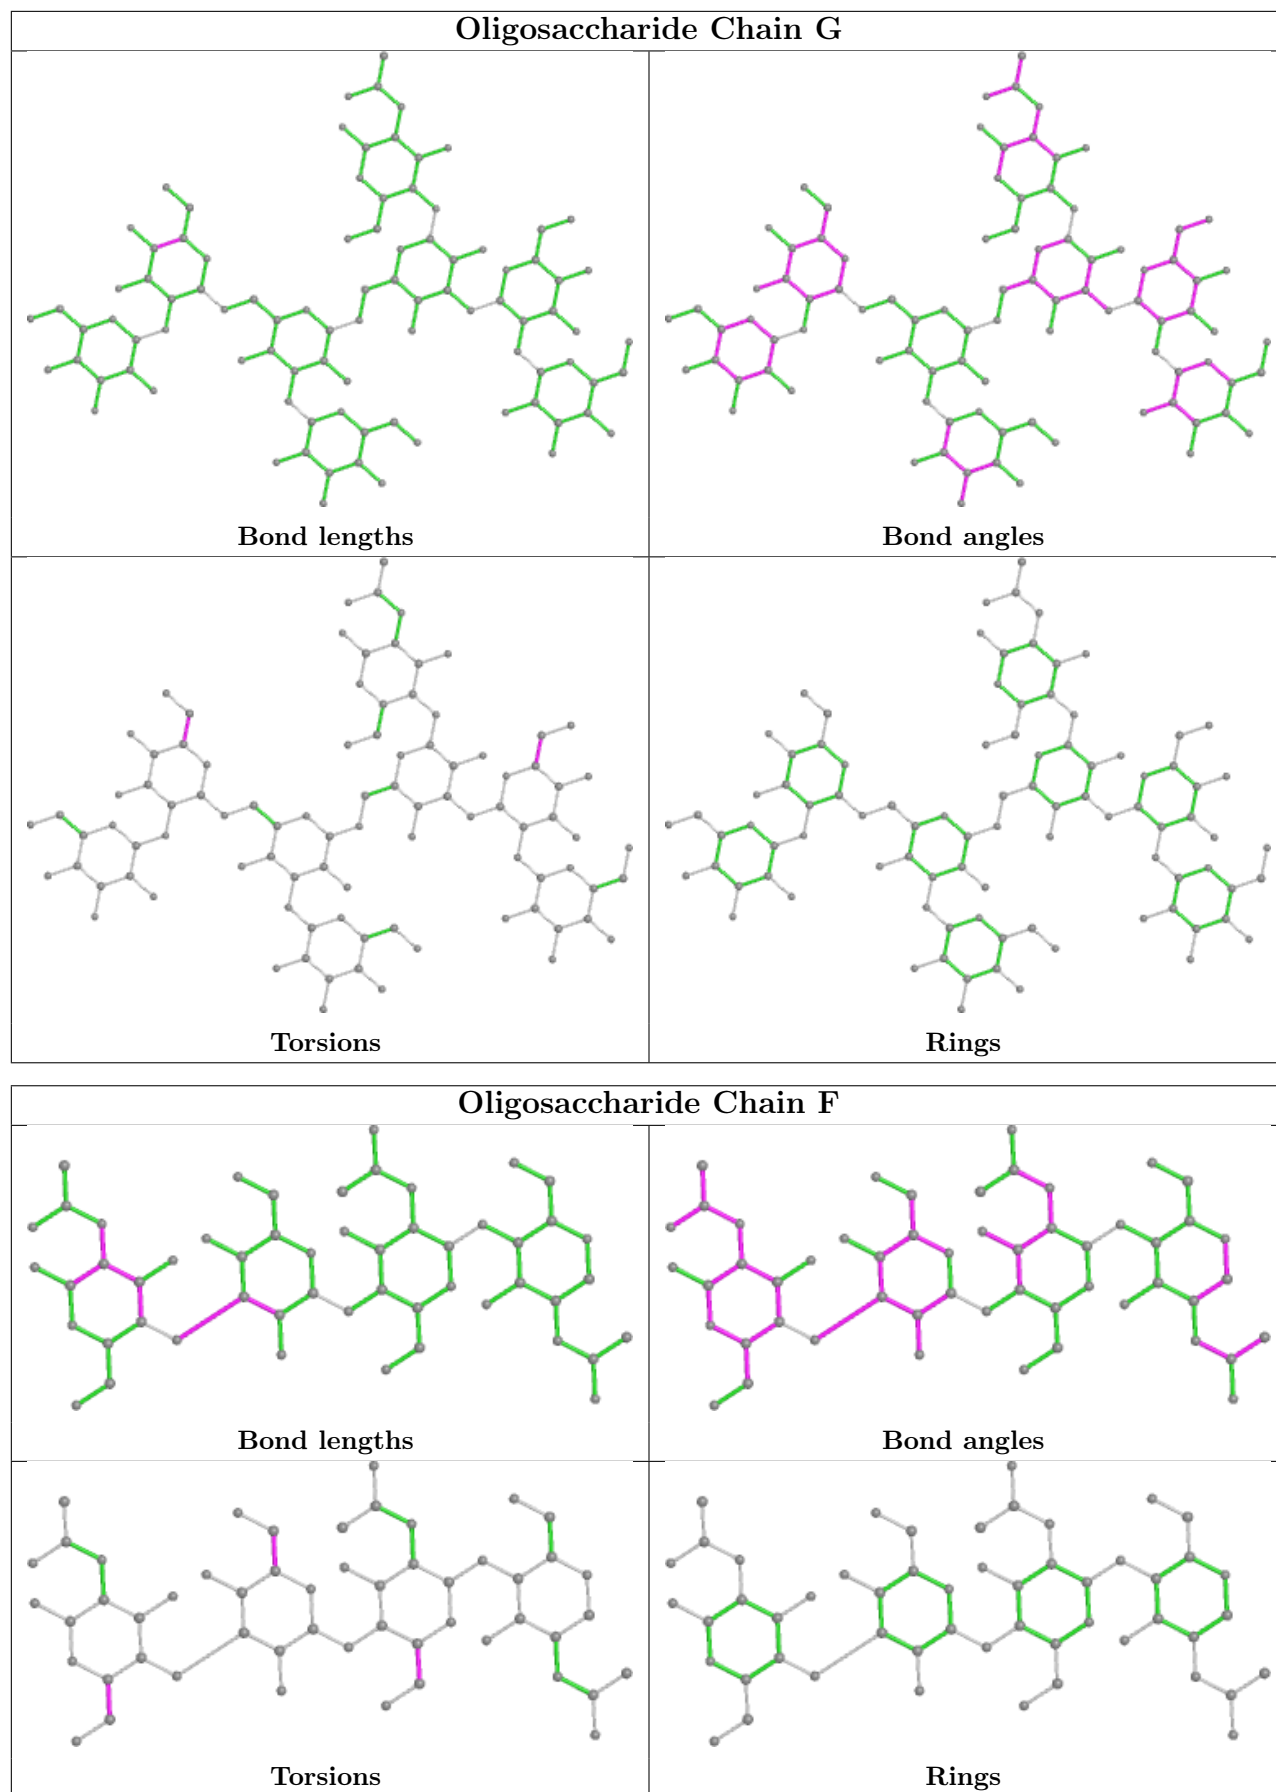 Oligosaccharide Chain G
Bond lengths
Bond angles
Torsions
Rings
Oligosaccharide Chain F
Bond lengths
Bond angles
Torsions
Rings